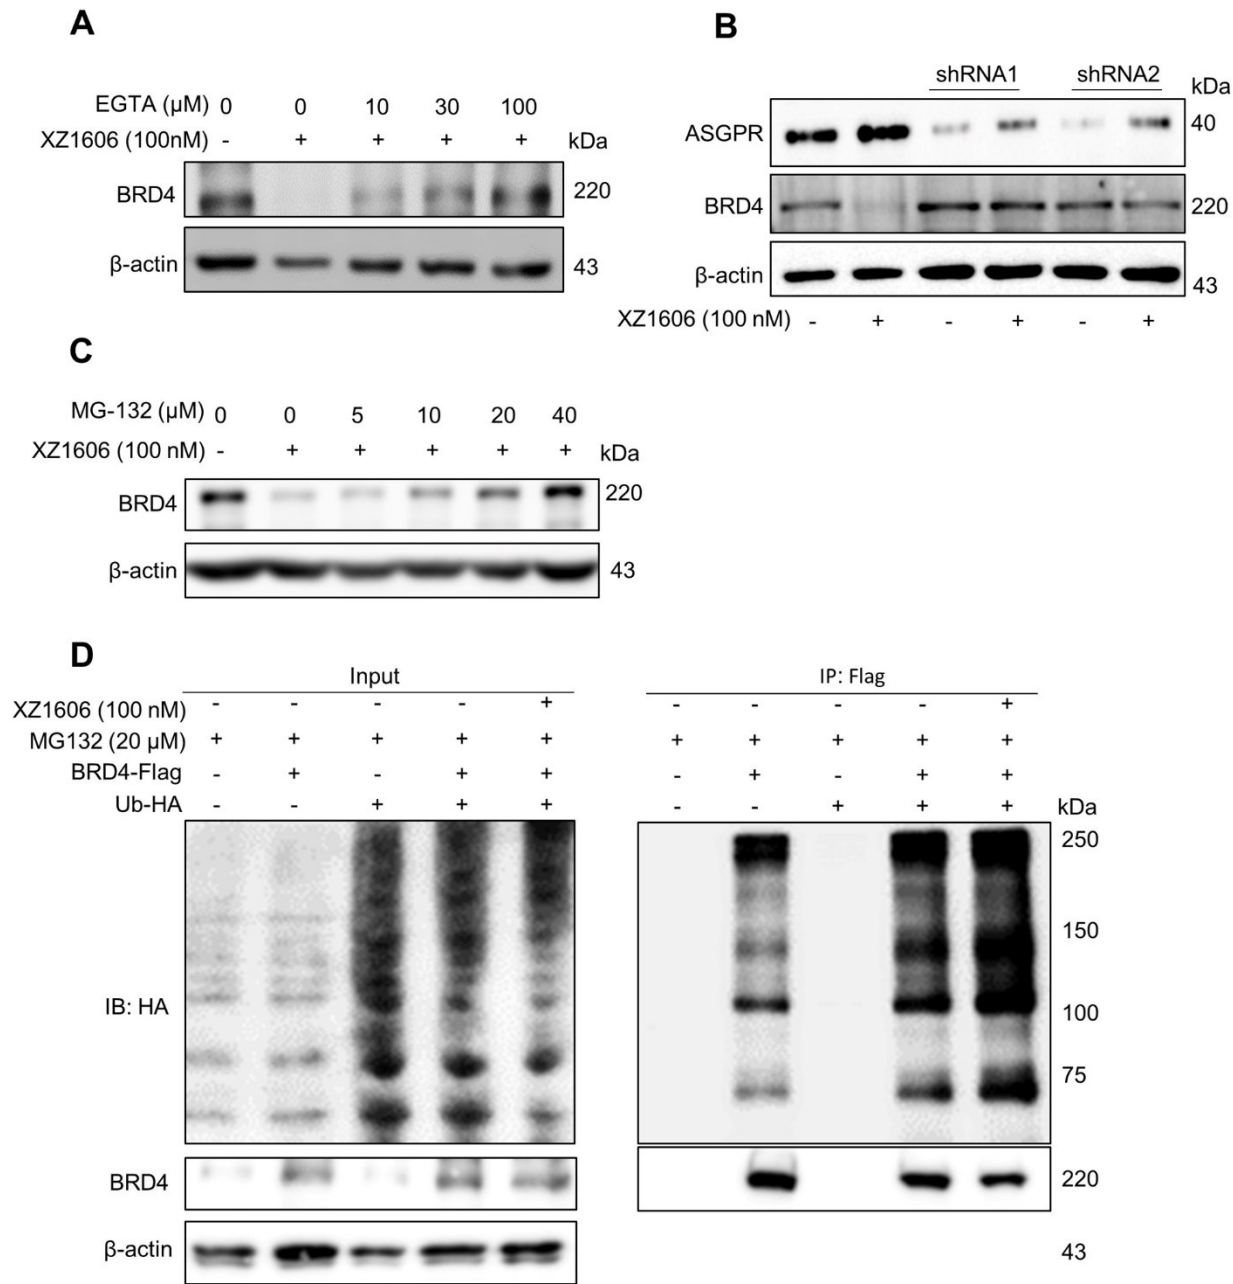 A
EGTA (μM) 0 0 10 30 100
XZ1606 (100nM) - + + + + kDa
BRD4 220
β-actin 43
B
shRNA1 shRNA2 kDa
ASGPR 40
BRD4 220
β-actin 43
XZ1606 (100 nM) - + - + - +
C
MG-132 (μM) 0 0 5 10 20 40
XZ1606 (100 nM) - + + + + + kDa
BRD4 220
β-actin 43
D
Input IP: Flag
XZ1606 (100 nM) - - - - + - - - - +
MG132 (20 μM) + + + + + + + + + +
BRD4-Flag - + - + + - + - + +
Ub-HA - - + + + - - + + + kDa
250
150
IB: HA 100
75
BRD4 220
β-actin 43